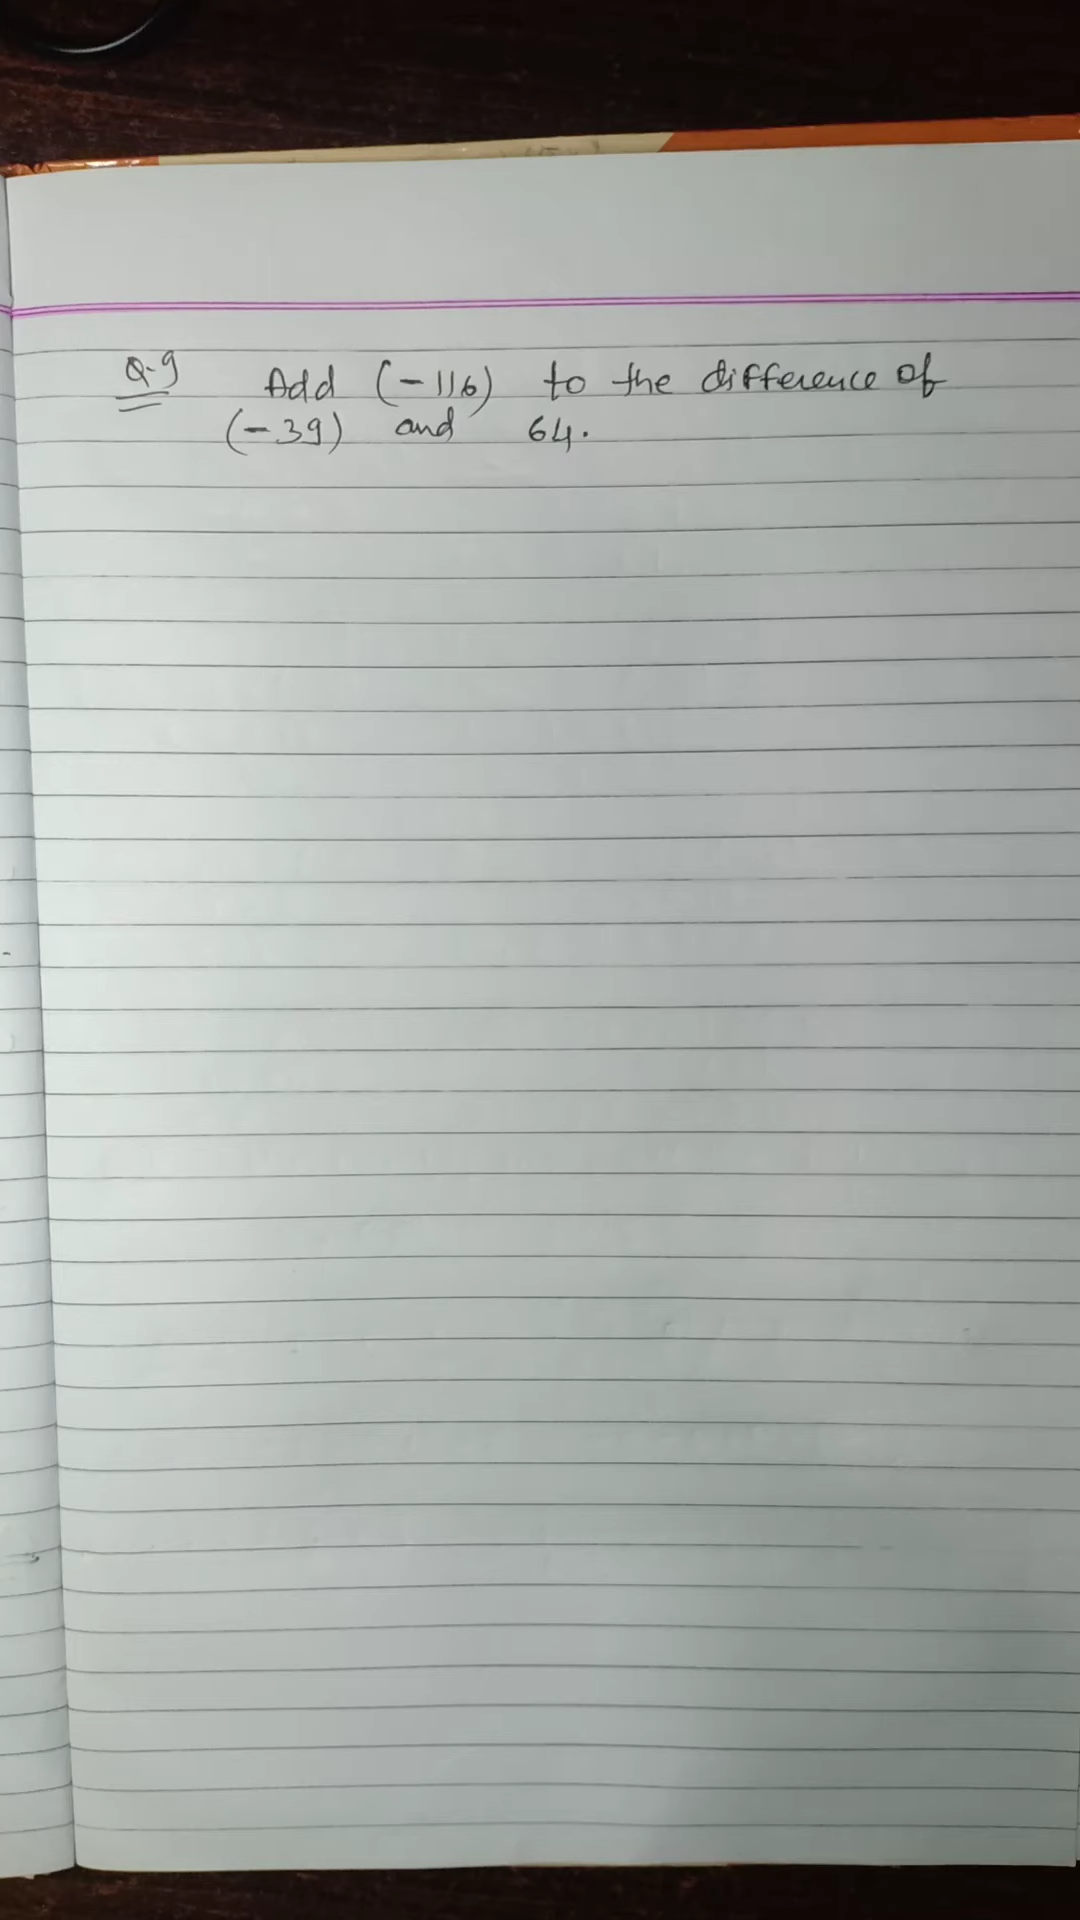 Q-9 Add (-116) to the difference of
(-39) and 64.